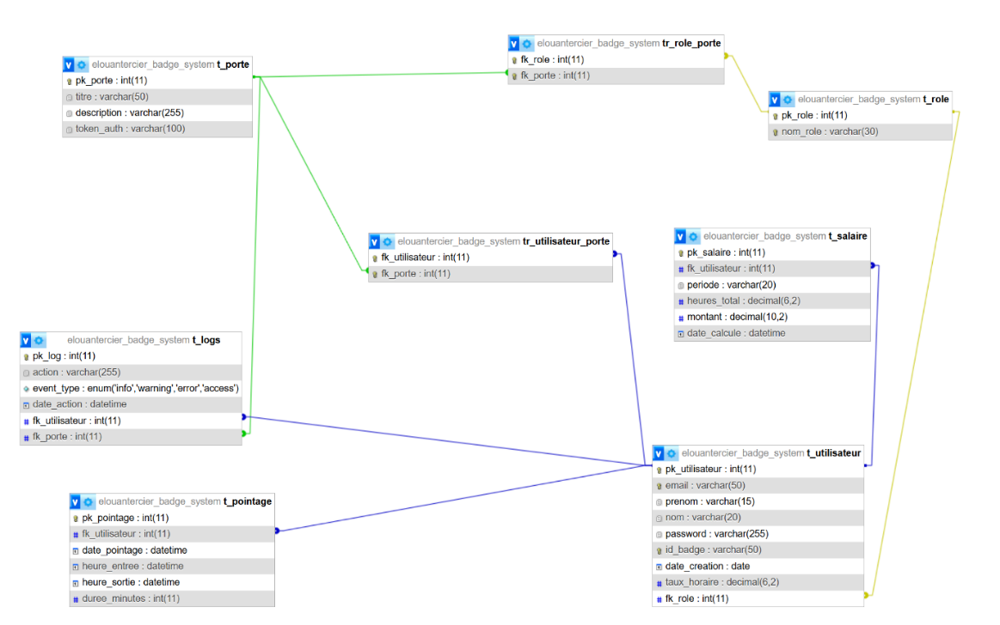 elouantercier_badge_system tr_role_porte
fk_role : int(11)
fk_porte : int(11)
elouantercier_badge_system t_porte
pk_porte : int(11)
titre : varchar(50)
description : varchar(255)
token_auth : varchar(100)
elouantercier_badge_system t_role
pk_role : int(11)
nom_role : varchar(30)
elouantercier_badge_system tr_utilisateur_porte
fk_utilisateur : int(11)
fk_porte : int(11)
elouantercier_badge_system t_salaire
pk_salaire : int(11)
fk_utilisateur : int(11)
periode : varchar(20)
heures_total : decimal(6,2)
montant : decimal(10,2)
date_calcule : datetime
elouantercier_badge_system t_logs
pk_log : int(11)
action : varchar(255)
event_type : enum('info','warning','error','access')
date_action : datetime
fk_utilisateur : int(11)
fk_porte : int(11)
elouantercier_badge_system t_utilisateur
pk_utilisateur : int(11)
email : varchar(50)
prenom : varchar(15)
nom : varchar(20)
password : varchar(255)
id_badge : varchar(50)
date_creation : date
taux_horaire : decimal(6,2)
fk_role : int(11)
elouantercier_badge_system t_pointage
pk_pointage : int(11)
fk_utilisateur : int(11)
date_pointage : datetime
heure_entree : datetime
heure_sortie : datetime
duree_minutes : int(11)